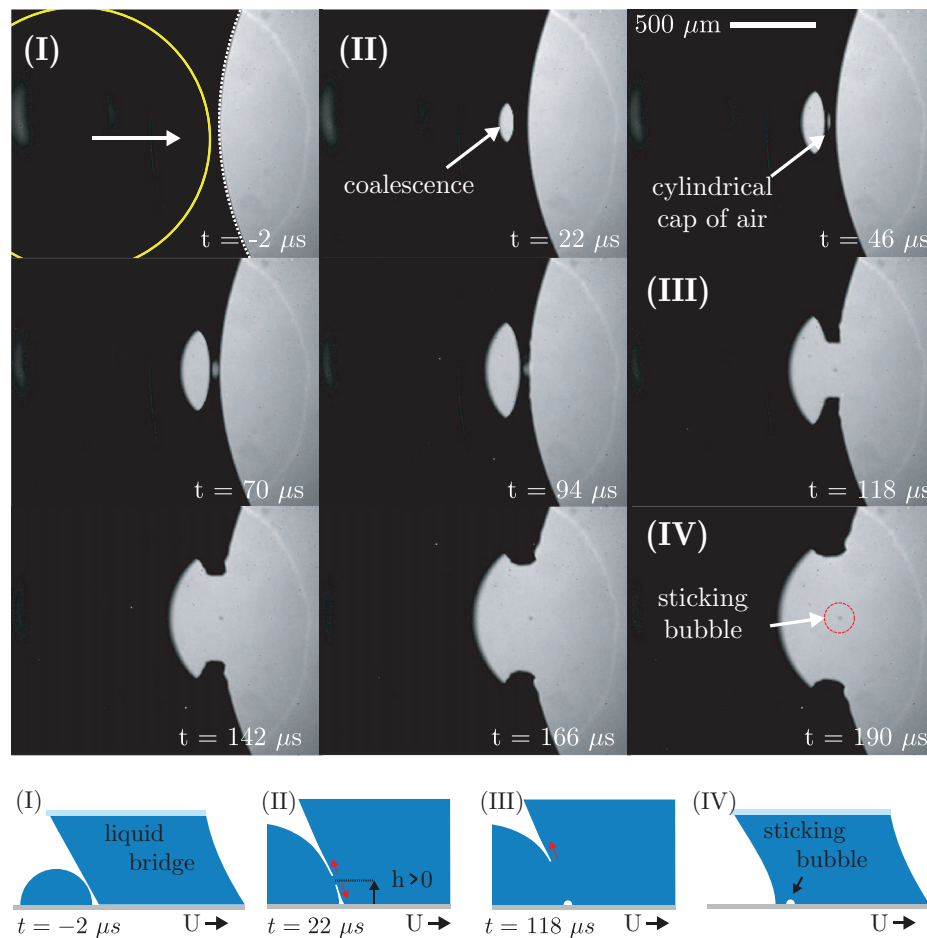 (I)
t = -2 μs
(II)
coalescence
t = 22 μs
500 μm
cylindrical
cap of air
t = 46 μs
t = 70 μs
t = 94 μs
(III)
t = 118 μs
t = 142 μs
t = 166 μs
(IV)
sticking
bubble
t = 190 μs
(I)
liquid
bridge
t = −2 μs
U
(II)
h>0
t = 22 μs
U
(III)
t = 118 μs
U
(IV)
sticking
bubble
U